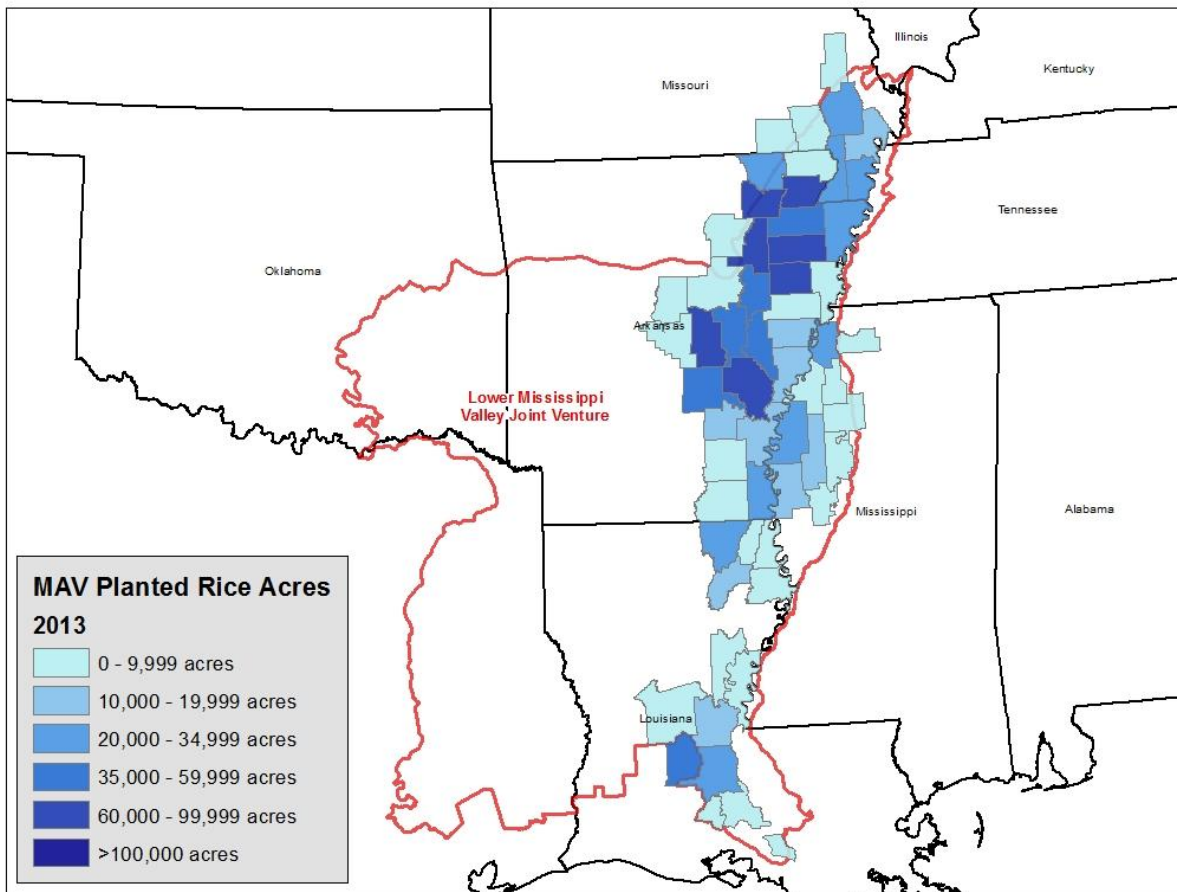 Illinois
Missouri
Kentucky
Tennessee
Oklahoma
Arkansas
Lower Mississippi
Valley Joint Venture
Mississippi
Alabama
MAV Planted Rice Acres
2013
0 - 9,999 acres
10,000 - 19,999 acres
20,000 - 34,999 acres
35,000 - 59,999 acres
60,000 - 99,999 acres
>100,000 acres
Louisiana